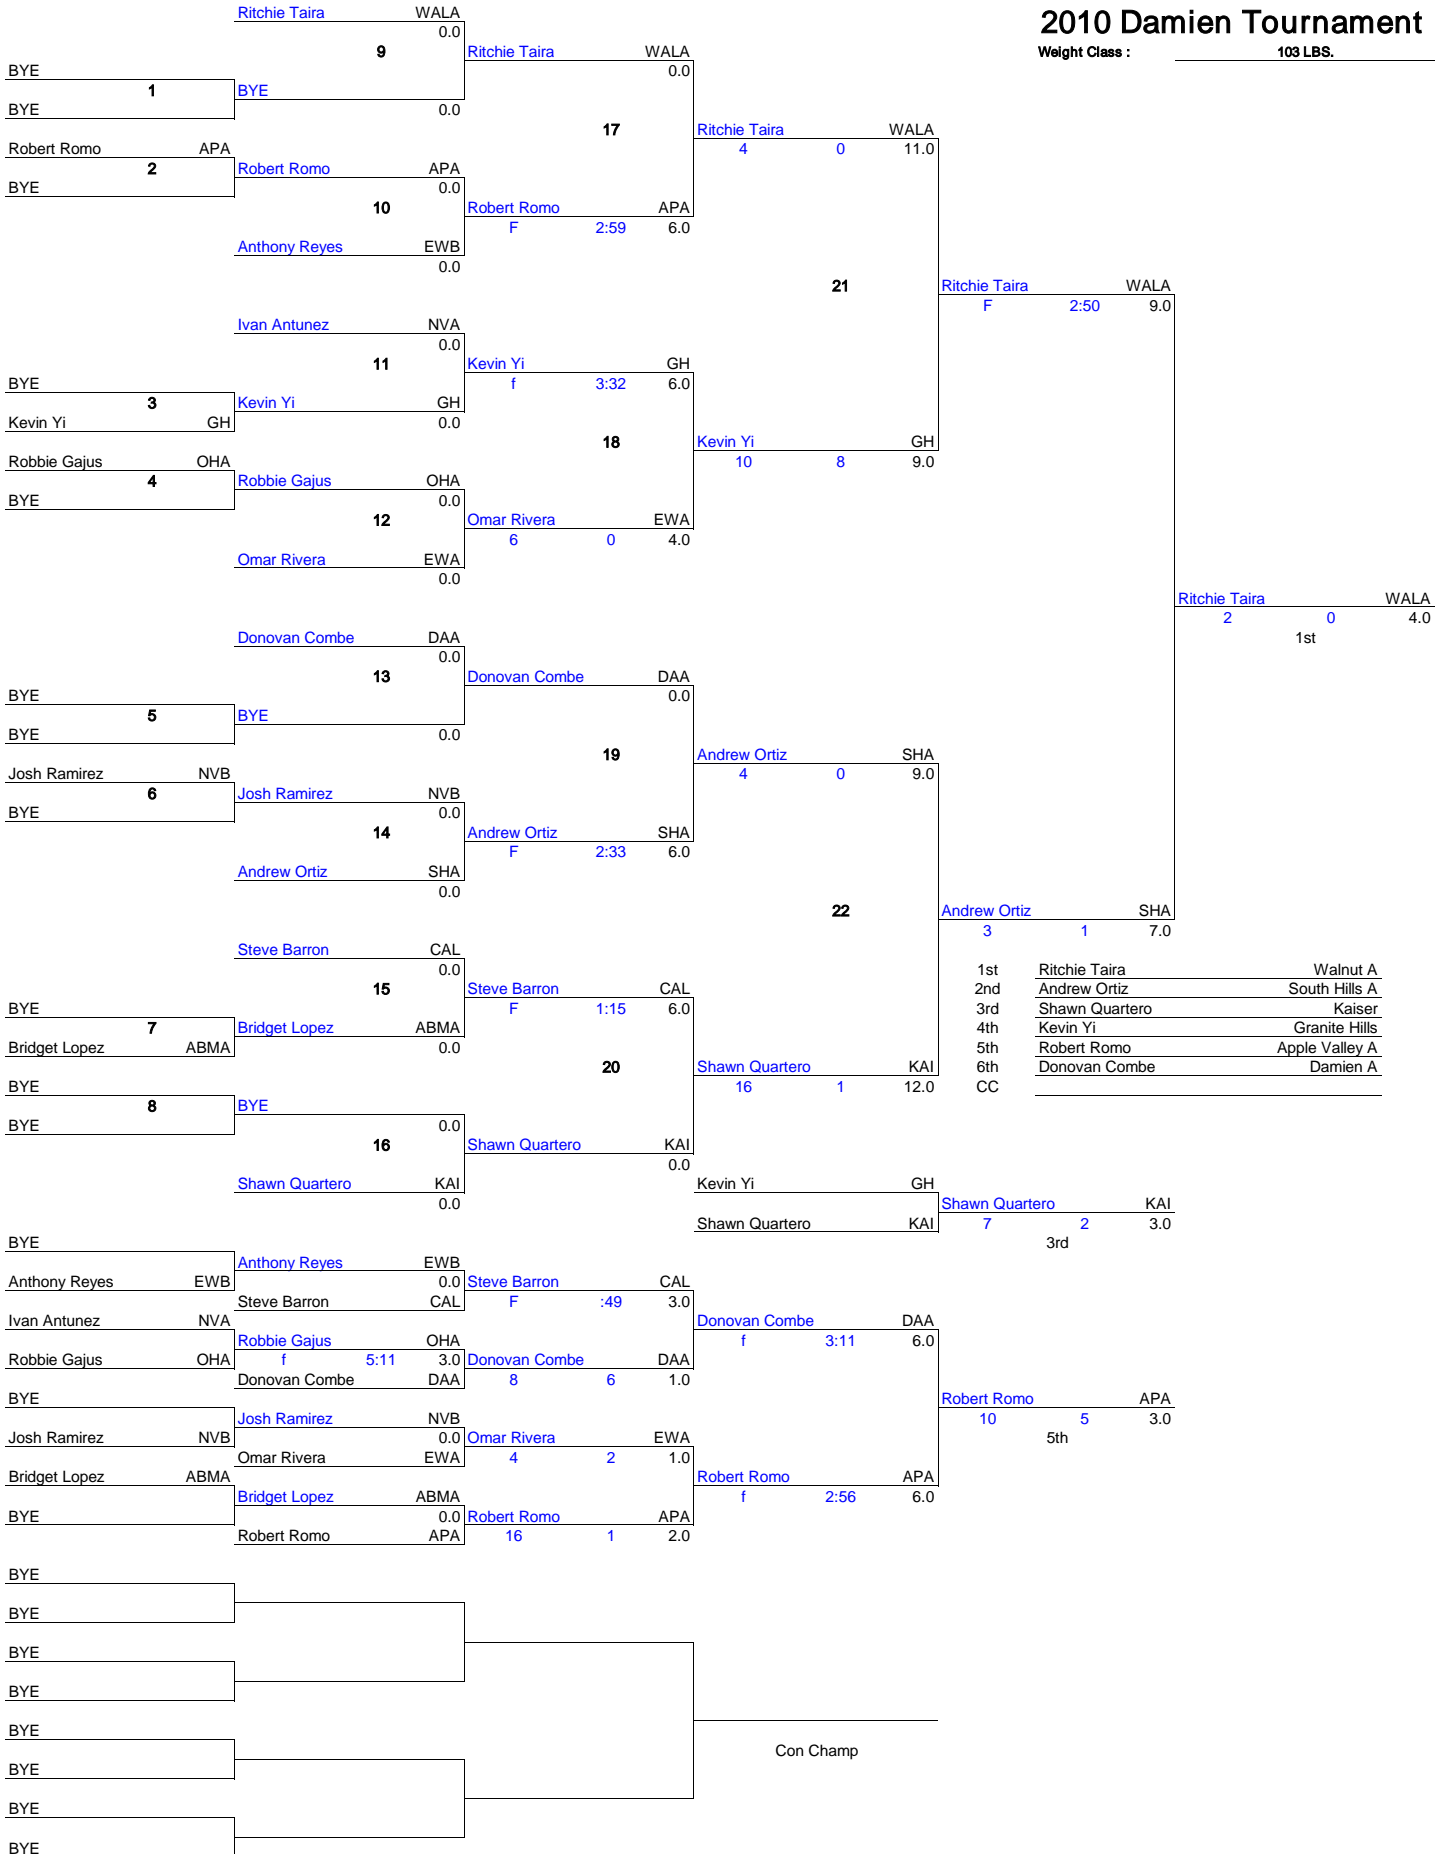 2010 Damien Tournament
Weight Class : 103 LBS.
Ritchie Taira WALA
0.0
9
Ritchie Taira WALA
0.0
BYE
1
BYE
BYE
0.0
17
Ritchie Taira WALA
4 0 11.0
Robert Romo APA
2
Robert Romo APA
0.0
BYE
10
Robert Romo APA
F 2:59 6.0
Anthony Reyes EWB
0.0
21
Ritchie Taira WALA
F 2:50 9.0
Ivan Antunez NVA
0.0
11
Kevin Yi GH
f 3:32 6.0
BYE
3
Kevin Yi GH
0.0
Kevin Yi GH
18
Kevin Yi GH
10 8 9.0
Robbie Gajus OHA
4
Robbie Gajus OHA
0.0
BYE
12
Omar Rivera EWA
6 0 4.0
Omar Rivera EWA
0.0
Ritchie Taira WALA
2 0 4.0
1st
Donovan Combe DAA
0.0
13
Donovan Combe DAA
0.0
BYE
5
BYE
BYE
0.0
19
Andrew Ortiz SHA
4 0 9.0
Josh Ramirez NVB
6
Josh Ramirez NVB
0.0
BYE
14
Andrew Ortiz SHA
F 2:33 6.0
Andrew Ortiz SHA
0.0
22
Andrew Ortiz SHA
3 1 7.0
Steve Barron CAL
0.0
15
Steve Barron CAL
F 1:15 6.0
BYE
7
Bridget Lopez ABMA
0.0
Bridget Lopez ABMA
20
Shawn Quartero KAI
16 1 12.0
BYE
8
BYE
0.0
BYE
16
Shawn Quartero KAI
0.0
Shawn Quartero KAI
0.0
1st Ritchie Taira Walnut A
2nd Andrew Ortiz South Hills A
3rd Shawn Quartero Kaiser
4th Kevin Yi Granite Hills
5th Robert Romo Apple Valley A
6th Donovan Combe Damien A
CC
Kevin Yi GH
Shawn Quartero KAI
Shawn Quartero KAI
7 2 3.0
3rd
BYE
Anthony Reyes EWB
0.0
Anthony Reyes EWB
Steve Barron CAL
Steve Barron CAL
F :49 3.0
Ivan Antunez NVA
Robbie Gajus OHA
f 5:11 3.0
Robbie Gajus OHA
Donovan Combe DAA
Donovan Combe DAA
8 6 1.0
Donovan Combe DAA
f 3:11 6.0
BYE
Josh Ramirez NVB
0.0
Josh Ramirez NVB
Omar Rivera EWA
Omar Rivera EWA
4 2 1.0
Bridget Lopez ABMA
Bridget Lopez ABMA
0.0
BYE
Robert Romo APA
Robert Romo APA
16 1 2.0
Robert Romo APA
f 2:56 6.0
Robert Romo APA
10 5 3.0
5th
BYE
BYE
BYE
BYE
BYE
BYE
BYE
BYE
Con Champ